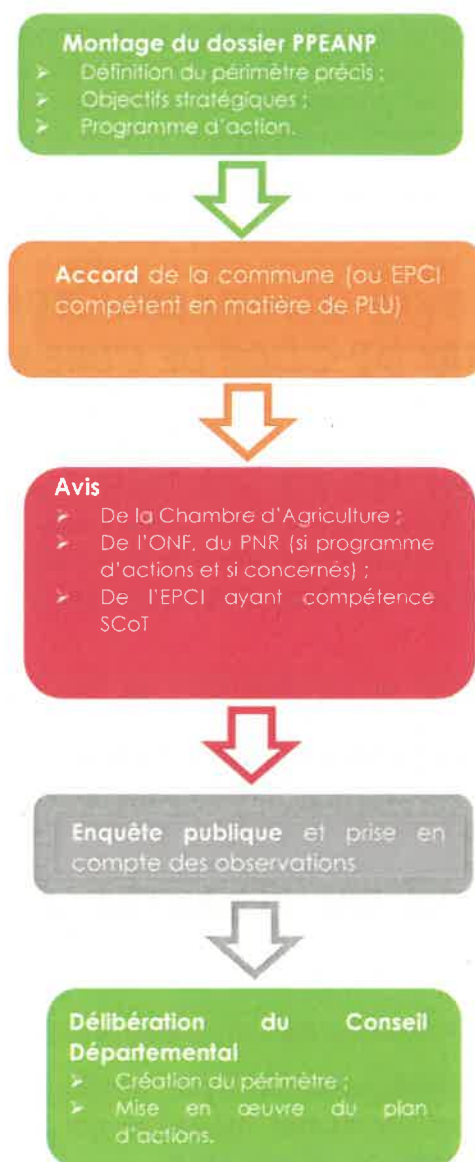 Montage du dossier PPEANP
➢ Définition du périmètre précis ;
➢ Objectifs stratégiques ;
➢ Programme d'action.
Accord de la commune (ou EPCI
compétent en matière de PLU)
Avis
➢ De la Chambre d'Agriculture ;
➢ De l'ONF, du PNR (si programme
d'actions et si concernés) ;
➢ De l'EPCI ayant compétence
SCoT
Enquête publique et prise en
compte des observations
Délibération du Conseil
Départemental
➢ Création du périmètre ;
➢ Mise en œuvre du plan
d'actions.